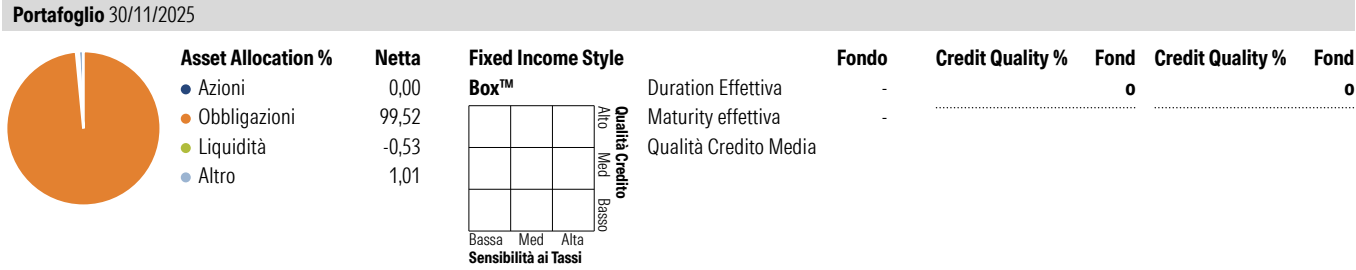 Portafoglio 30/11/2025
Asset Allocation % Netta
Azioni 0,00
Obbligazioni 99,52
Liquidità -0,53
Altro 1,01
Fixed Income Style
Box™
Alto Med Basso
Qualità Credito
Bassa Med Alta
Sensibilità ai Tassi
Fondo
Duration Effettiva -
Maturity effettiva -
Qualità Credito Media
Credit Quality % Fond Credit Quality % Fond
o o